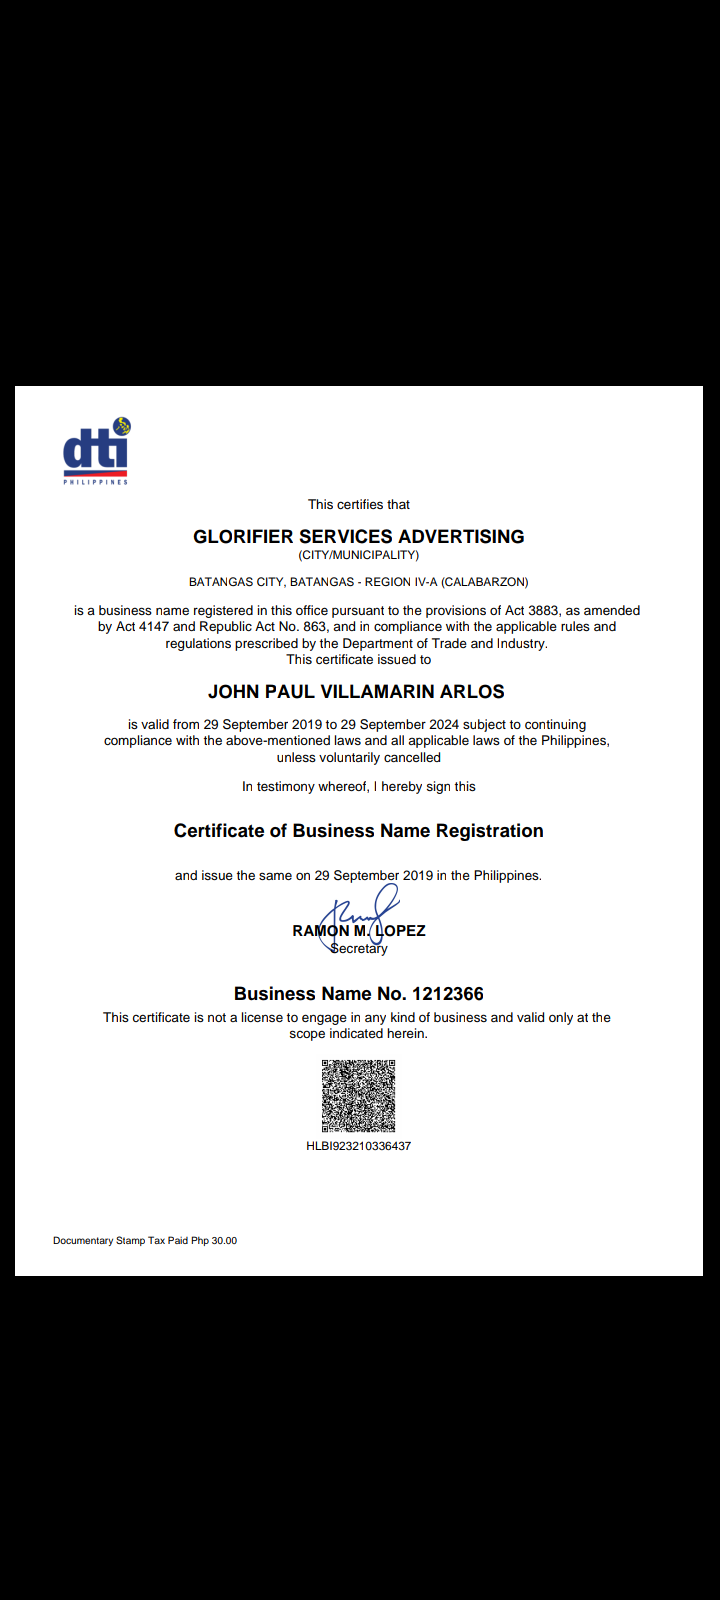 dti
PHILIPPINES
This certifies that
GLORIFIER SERVICES ADVERTISING
(CITY/MUNICIPALITY)
BATANGAS CITY, BATANGAS - REGION IV-A (CALABARZON)
is a business name registered in this office pursuant to the provisions of Act 3883, as amended
by Act 4147 and Republic Act No. 863, and in compliance with the applicable rules and
regulations prescribed by the Department of Trade and Industry.
This certificate issued to
JOHN PAUL VILLAMARIN ARLOS
is valid from 29 September 2019 to 29 September 2024 subject to continuing
compliance with the above-mentioned laws and all applicable laws of the Philippines,
unless voluntarily cancelled
In testimony whereof, I hereby sign this
Certificate of Business Name Registration
and issue the same on 29 September 2019 in the Philippines.
RAMON M. LOPEZ
Secretary
Business Name No. 1212366
This certificate is not a license to engage in any kind of business and valid only at the
scope indicated herein.
HLBI923210336437
Documentary Stamp Tax Paid Php 30.00